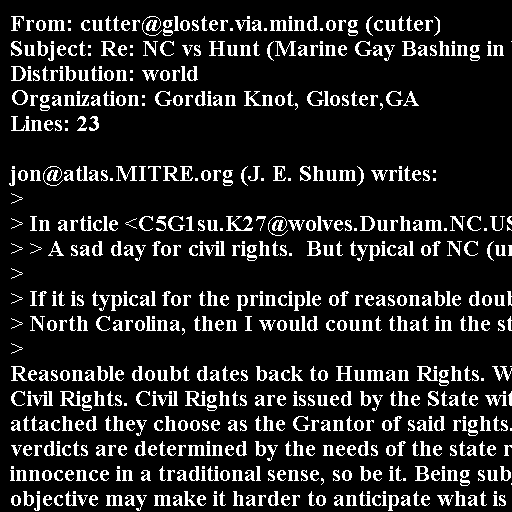 From: cutter@gloster.via.mind.org (cutter)
Subject: Re: NC vs Hunt (Marine Gay Bashing in
Distribution: world
Organization: Gordian Knot, Gloster,GA
Lines: 23

jon@atlas.MITRE.org (J. E. Shum) writes:
>
> In article <C5G1su.K27@wolves.Durham.NC.US
> > A sad day for civil rights.  But typical of NC (un
>
> If it is typical for the principle of reasonable doub
> North Carolina, then I would count that in the st
>
Reasonable doubt dates back to Human Rights. W
Civil Rights. Civil Rights are issued by the State wit
attached they choose as the Grantor of said rights.
verdicts are determined by the needs of the state r
innocence in a traditional sense, so be it. Being sub
objective may make it harder to anticipate what is